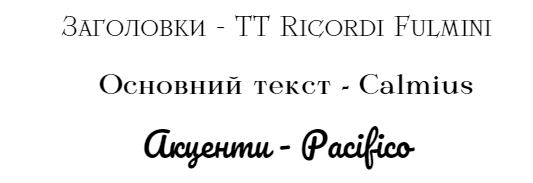 Заголовки - TT Ricordi Fulmini
Основний текст - Calmius
Акценти - Pacifico